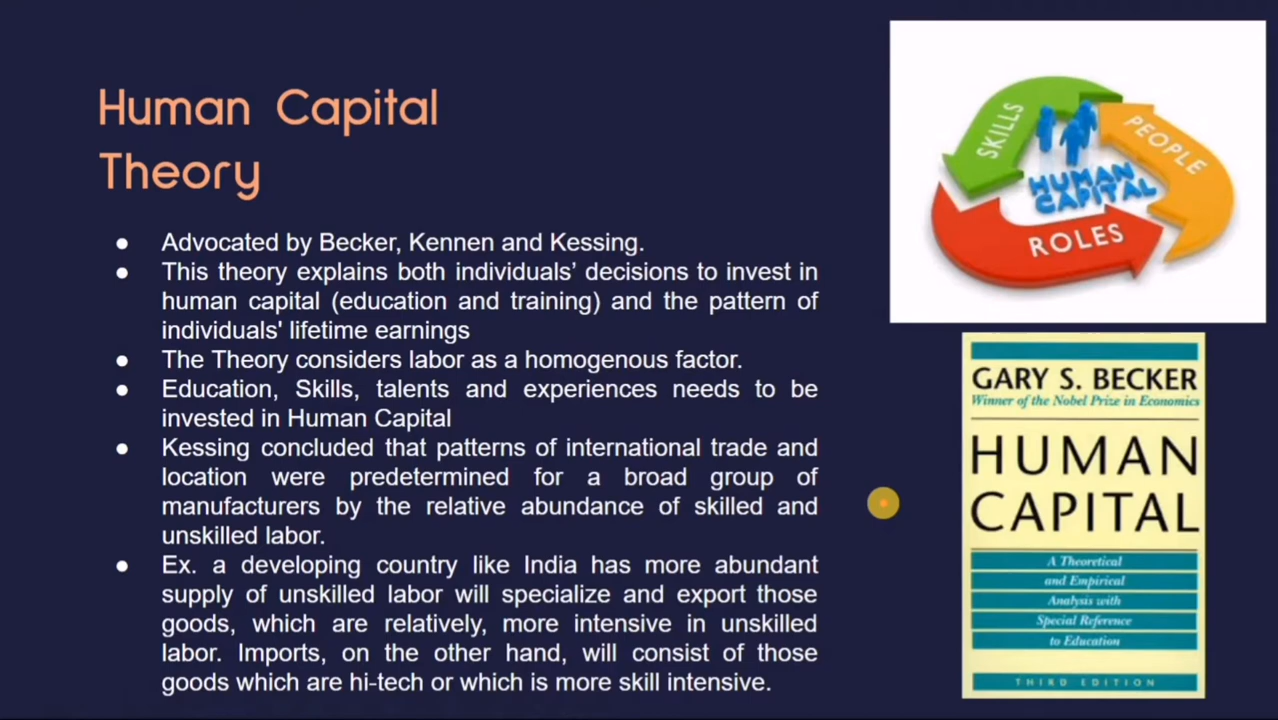 Human Capital
Theory
● Advocated by Becker, Kennen and Kessing.
● This theory explains both individuals’ decisions to invest in
human capital (education and training) and the pattern of
individuals' lifetime earnings
● The Theory considers labor as a homogenous factor.
● Education, Skills, talents and experiences needs to be
invested in Human Capital
● Kessing concluded that patterns of international trade and
location were predetermined for a broad group of
manufacturers by the relative abundance of skilled and
unskilled labor.
● Ex. a developing country like India has more abundant
supply of unskilled labor will specialize and export those
goods, which are relatively, more intensive in unskilled
labor. Imports, on the other hand, will consist of those
goods which are hi-tech or which is more skill intensive.
SKILLS
PEOPLE
HUMAN
CAPITAL
ROLES
GARY S. BECKER
Winner of the Nobel Prize in Economics
HUMAN
CAPITAL
A Theoretical
and Empirical
Analysis with
Special Reference
to Education
THIRD EDITION